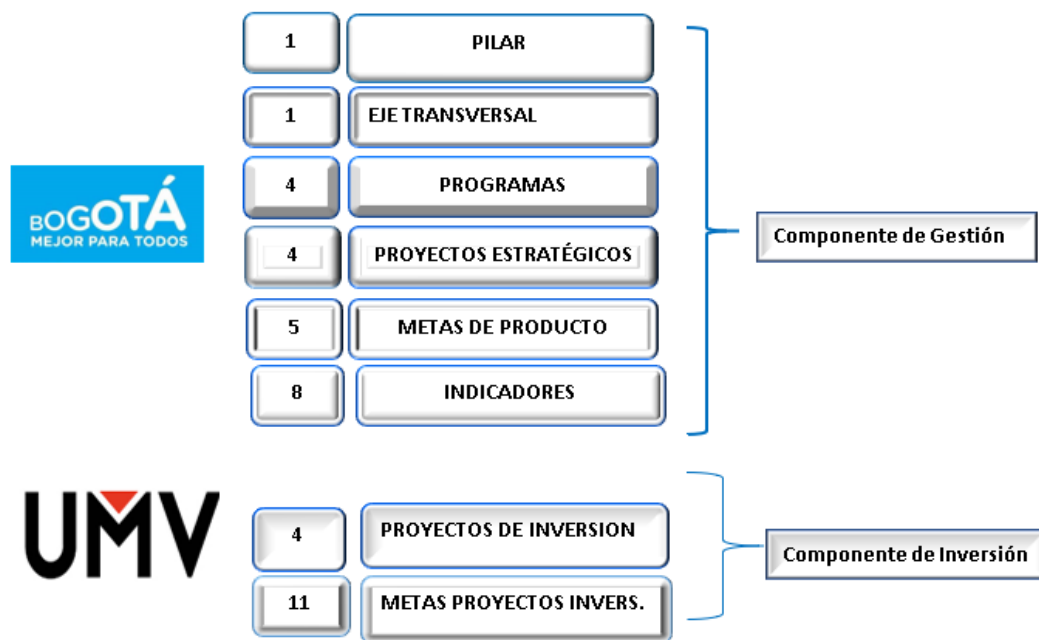 1 PILAR
1 EJE TRANSVERSAL
BOGOTÁ
MEJOR PARA TODOS
4 PROGRAMAS
4 PROYECTOS ESTRATÉGICOS
Componente de Gestión
5 METAS DE PRODUCTO
8 INDICADORES
UMV
4 PROYECTOS DE INVERSION
Componente de Inversión
11 METAS PROYECTOS INVERS.